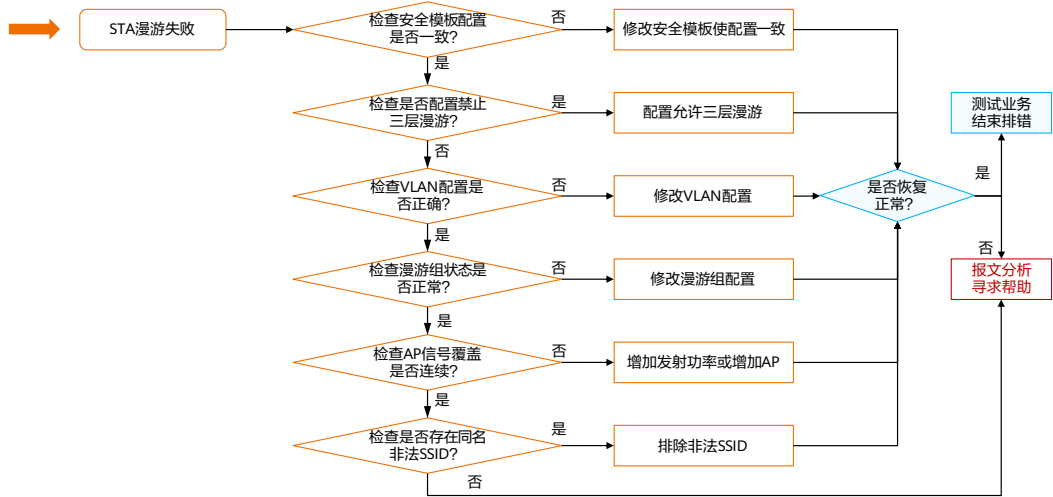 STA漫游失败
检查安全模板配置
是否一致?
否
修改安全模板使配置一致
是
检查是否配置禁止
三层漫游?
是
配置允许三层漫游
否
检查VLAN配置是
否正确?
否
修改VLAN配置
是
检查漫游组状态是
否正常?
否
修改漫游组配置
是
检查AP信号覆盖
是否连续?
否
增加发射功率或增加AP
是
检查是否存在同名
非法SSID?
是
排除非法SSID
否
是否恢复
正常?
是
测试业务
结束排错
否
报文分析
寻求帮助